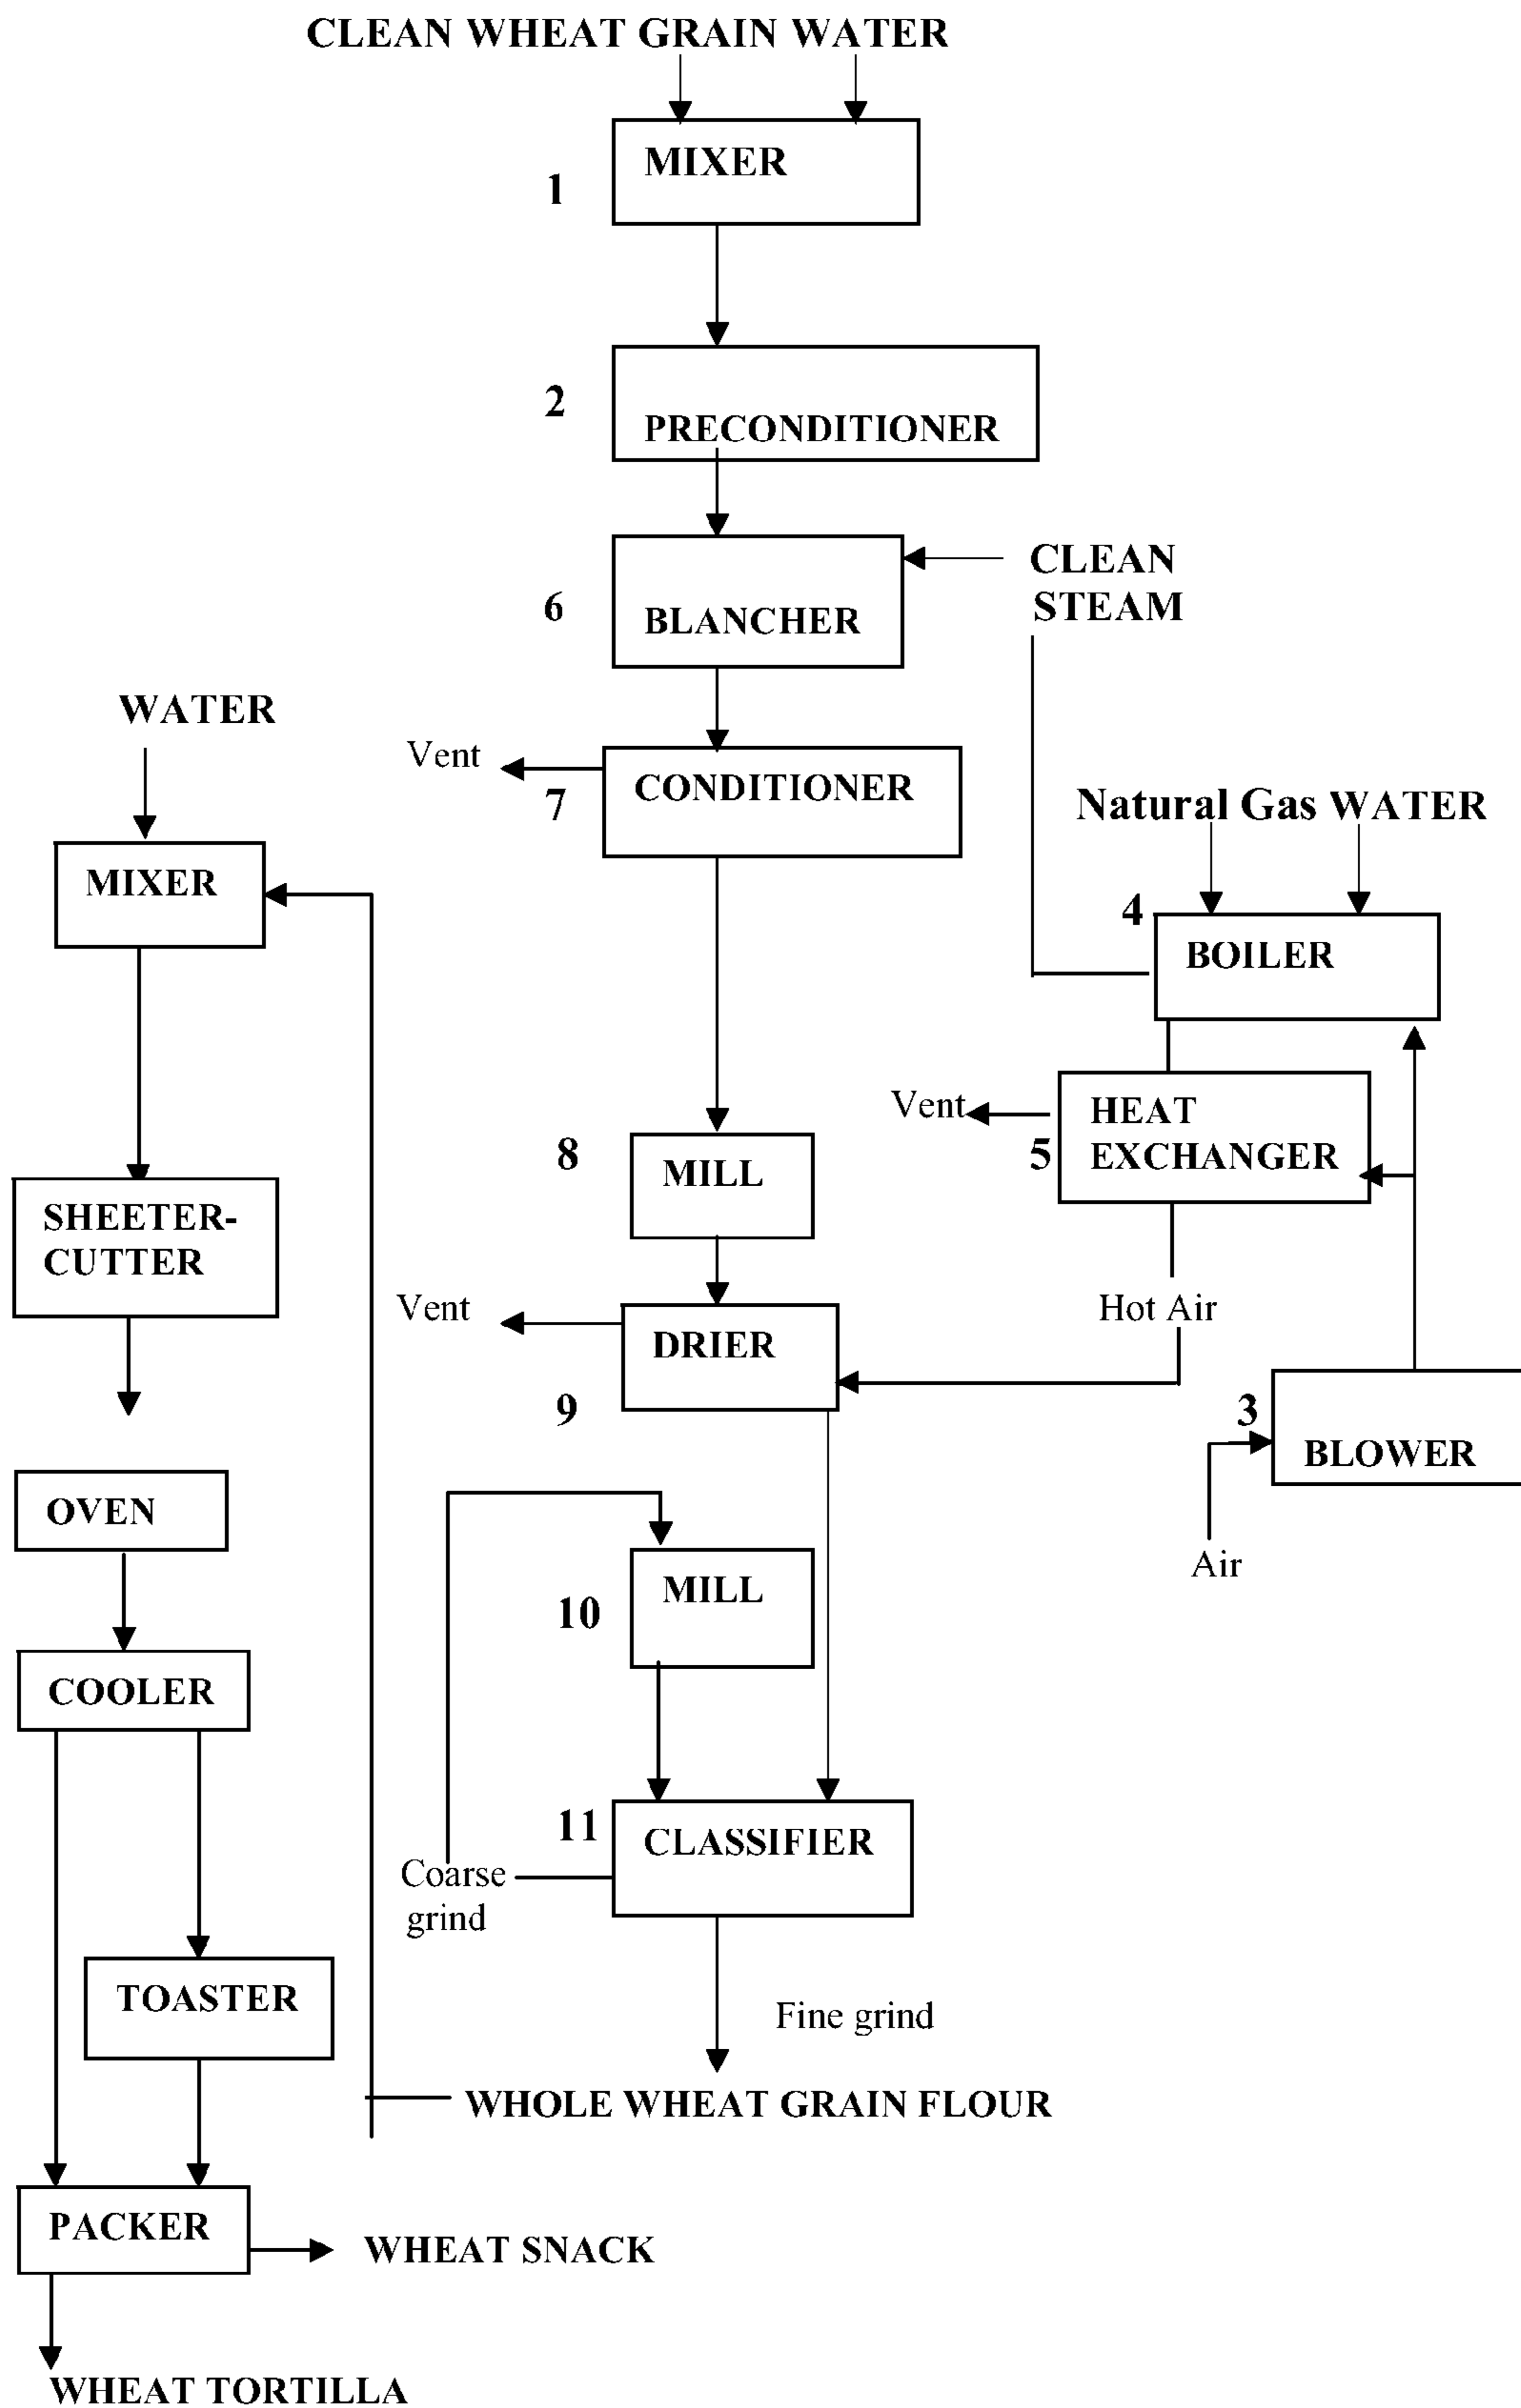 CLEAN WHEAT GRAIN WATER
MIXER
1
2
PRECONDITIONER
CLEAN
STEAM
6
BLANCHER
WATER
Vent
CONDITIONER
7
Natural Gas WATER
MIXER
4
BOILER
Vent
HEAT
EXCHANGER
5
8
MILL
SHEETER-
CUTTER
Vent
Hot Air
DRIER
9
3
BLOWER
OVEN
Air
MILL
10
COOLER
11
CLASSIFIER
Coarse
grind
TOASTER
Fine grind
WHOLE WHEAT GRAIN FLOUR
PACKER
WHEAT SNACK
WHEAT TORTILLA